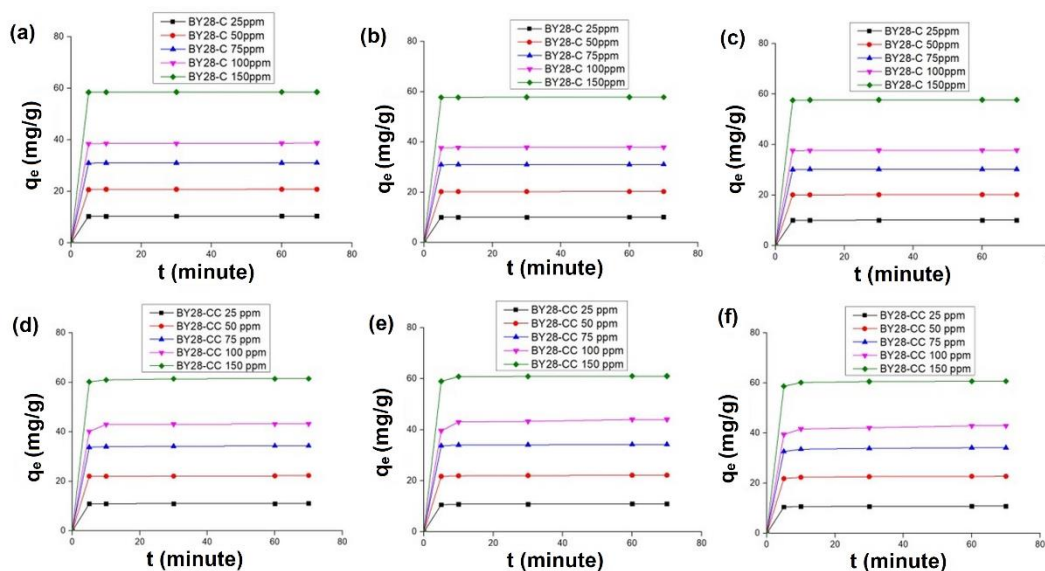 (a)
BY28-C 25ppm
BY28-C 50ppm
BY28-C 75ppm
BY28-C 100ppm
BY28-C 150ppm
80
60
40
20
0
qe (mg/g)
0 20 40 60 80
t (minute)
(b)
BY28-C 25ppm
BY28-C 50ppm
BY28-C 75ppm
BY28-C 100ppm
BY28-C 150ppm
80
60
40
20
0
qe (mg/g)
0 20 40 60 80
t (minute)
(c)
BY28-C 25ppm
BY28-C 50ppm
BY28-C 75ppm
BY28-C 100ppm
BY28-C 150ppm
80
60
40
20
0
qe (mg/g)
0 20 40 60 80
t (minute)
(d)
BY28-CC 25 ppm
BY28-CC 50 ppm
BY28-CC 75 ppm
BY28-CC 100 ppm
BY28-CC 150 ppm
80
60
40
20
0
qe (mg/g)
0 20 40 60 80
t (minute)
(e)
BY28-CC 25 ppm
BY28-CC 50 ppm
BY28-CC 75 ppm
BY28-CC 100 ppm
BY28-CC 150 ppm
80
60
40
20
0
qe (mg/g)
0 20 40 60 80
t (minute)
(f)
BY28-CC 25 ppm
BY28-CC 50 ppm
BY28-CC 75 ppm
BY28-CC 100 ppm
BY28-CC 150 ppm
80
60
40
20
0
qe (mg/g)
0 20 40 60 80
t (minute)